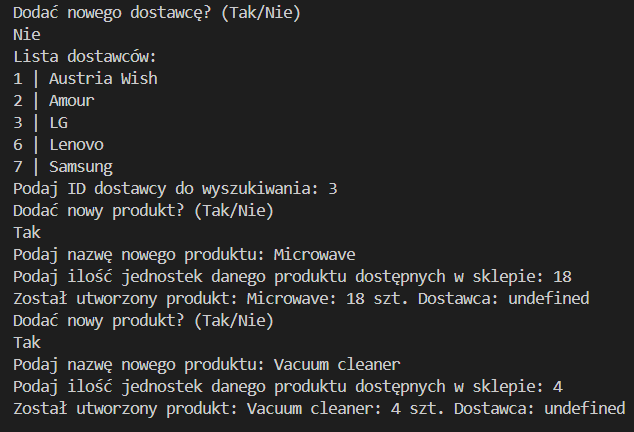 Dodać nowego dostawcę? (Tak/Nie)
Nie
Lista dostawców:
1 | Austria Wish
2 | Amour
3 | LG
6 | Lenovo
7 | Samsung
Podaj ID dostawcy do wyszukiwania: 3
Dodać nowy produkt? (Tak/Nie)
Tak
Podaj nazwę nowego produktu: Microwave
Podaj ilość jednostek danego produktu dostępnych w sklepie: 18
Został utworzony produkt: Microwave: 18 szt. Dostawca: undefined
Dodać nowy produkt? (Tak/Nie)
Tak
Podaj nazwę nowego produktu: Vacuum cleaner
Podaj ilość jednostek danego produktu dostępnych w sklepie: 4
Został utworzony produkt: Vacuum cleaner: 4 szt. Dostawca: undefined